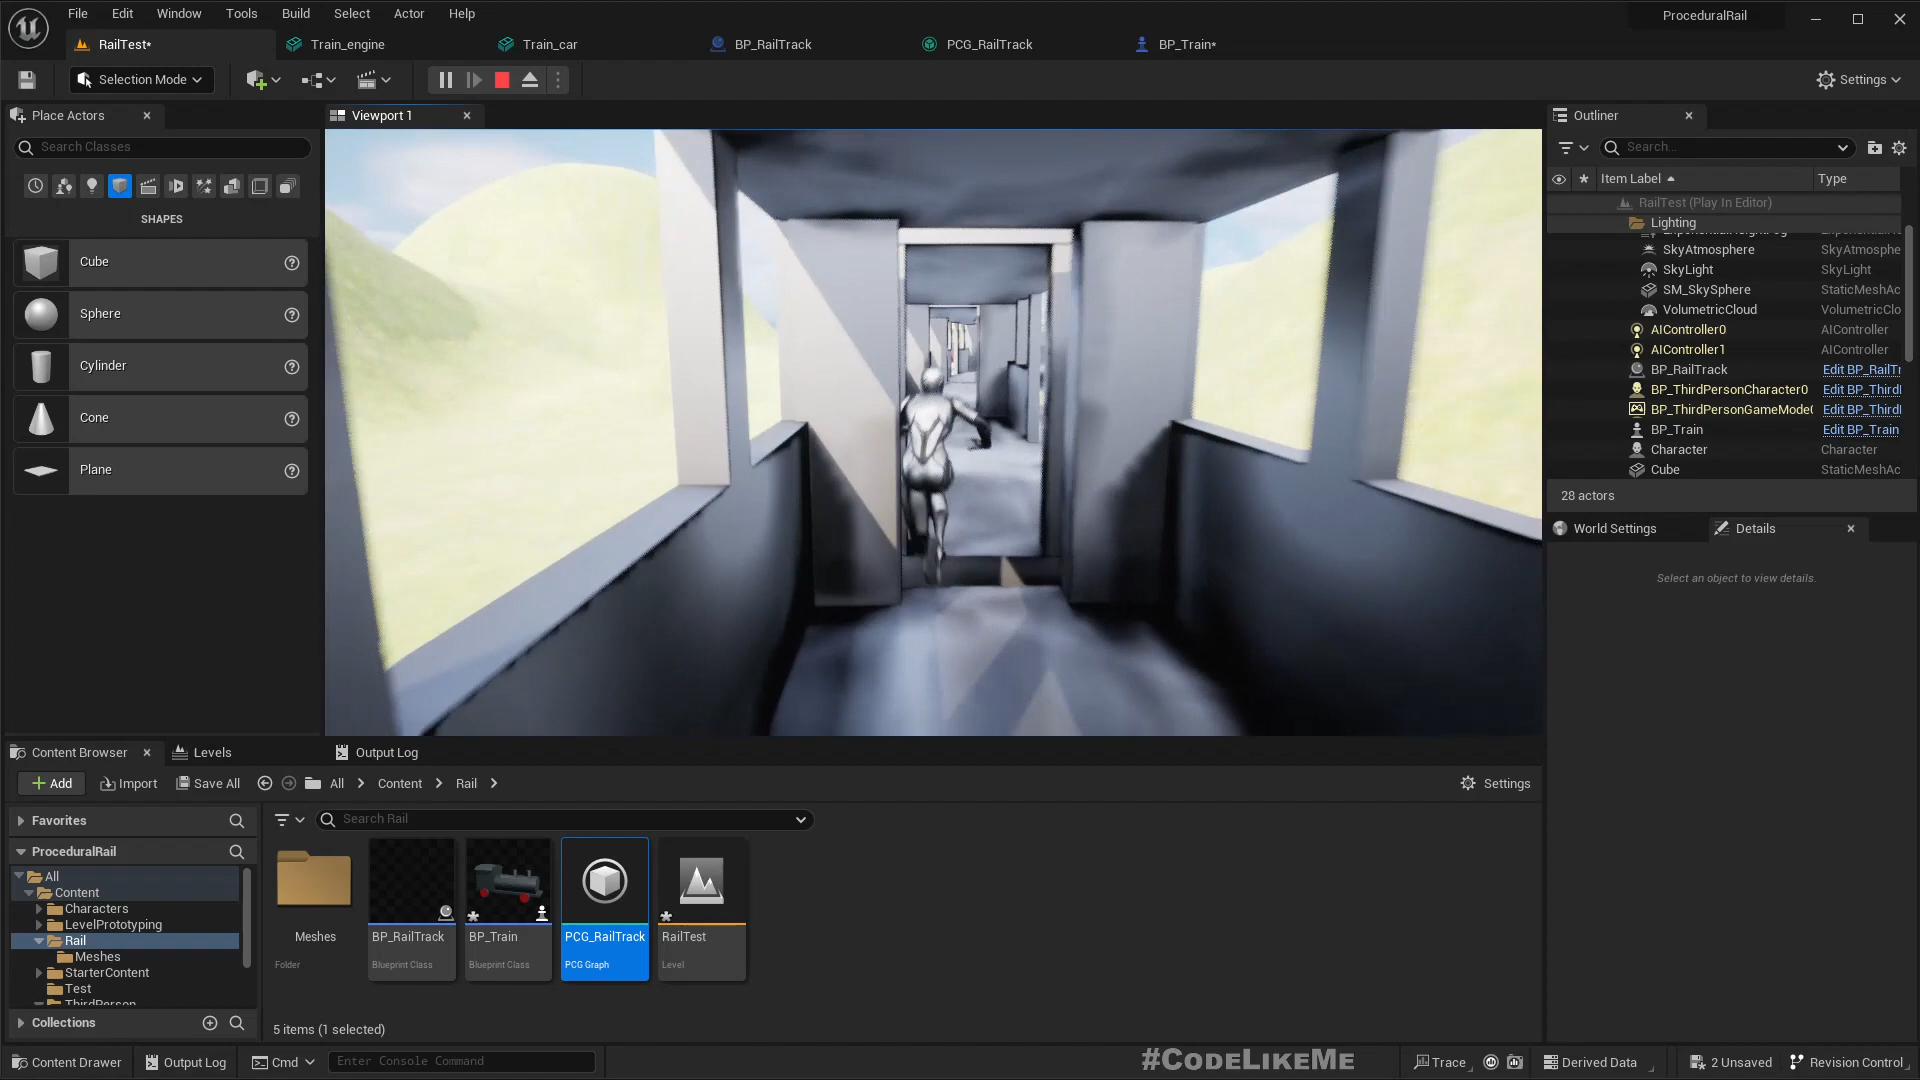 File Edit Window Tools Build Select Actor Help
ProceduralRail
RailTest* Train_engine Train_car BP_RailTrack PCG_RailTrack BP_Train*
Selection Mode
Settings
Place Actors
Viewport 1
Outliner
Search Classes
Search...
Item Label Type
SHAPES
RailTest (Play In Editor)
Lighting
SkyAtmosphere SkyAtmosphe
Cube
SkyLight SkyLight
SM_SkySphere StaticMeshAc
Sphere
VolumetricCloud VolumetricClo
AIController0 AIController
AIController1 AIController
Cylinder
BP_RailTrack Edit BP_RailTr
BP_ThirdPersonCharacter0 Edit BP_Third
BP_ThirdPersonGameMode( Edit BP_Third
Cone
BP_Train Edit BP_Train
Character Character
Cube StaticMeshAc
Plane
28 actors
World Settings Details
Select an object to view details.
Content Browser Levels Output Log
Add Import Save All All Content Rail Settings
Favorites
Search Rail
ProceduralRail
All
Content
Characters
LevelPrototyping
Rail
Meshes
StarterContent
Test
ThirdPerson
Collections
Meshes BP_RailTrack BP_Train PCG_RailTrack RailTest
Folder Blueprint Class Blueprint Class PCG Graph Level
5 items (1 selected)
Content Drawer Output Log Cmd Enter Console Command #CODELIKEME Trace Derived Data 2 Unsaved Revision Control